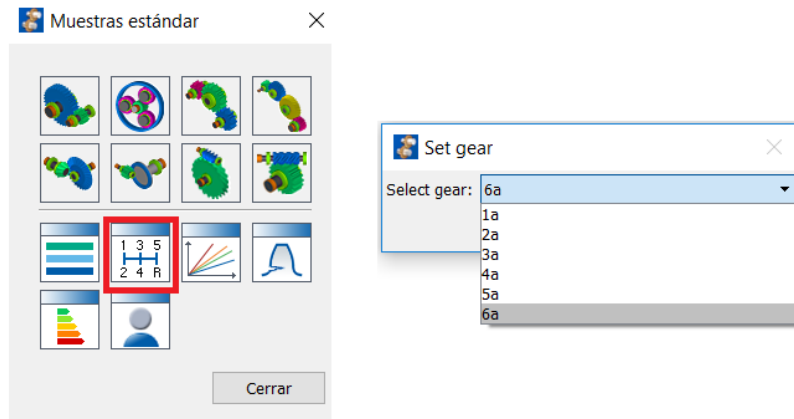 Muestras estándar
1 3 5
2 4 R
Cerrar
Set gear
Select gear: 6a
1a
2a
3a
4a
5a
6a